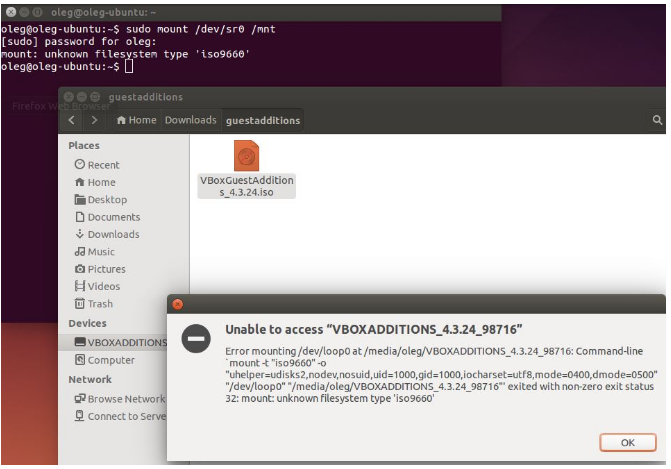 oleg@oleg-ubuntu: ~
oleg@oleg-ubuntu:~$ sudo mount /dev/sr0 /mnt
[sudo] password for oleg:
mount: unknown filesystem type 'iso9660'
oleg@oleg-ubuntu:~$
guestadditions
Firefox Web Browser
Home Downloads guestadditions
Places
Recent
Home
Desktop
Documents
Downloads
Music
Pictures
Videos
Trash
Devices
VBOXADDITIONS
Computer
Network
Browse Network
Connect to Serve
VBoxGuestAddition
s_4.3.24.iso
Unable to access “VBOXADDITIONS_4.3.24_98716”
Error mounting /dev/loop0 at /media/oleg/VBOXADDITIONS_4.3.24_98716: Command-line
`mount -t "iso9660" -o
"uhelper=udisks2,nodev,nosuid,uid=1000,gid=1000,iocharset=utf8,mode=0400,dmode=0500"
"/dev/loop0" "/media/oleg/VBOXADDITIONS_4.3.24_98716"' exited with non-zero exit status
32: mount: unknown filesystem type 'iso9660'
OK